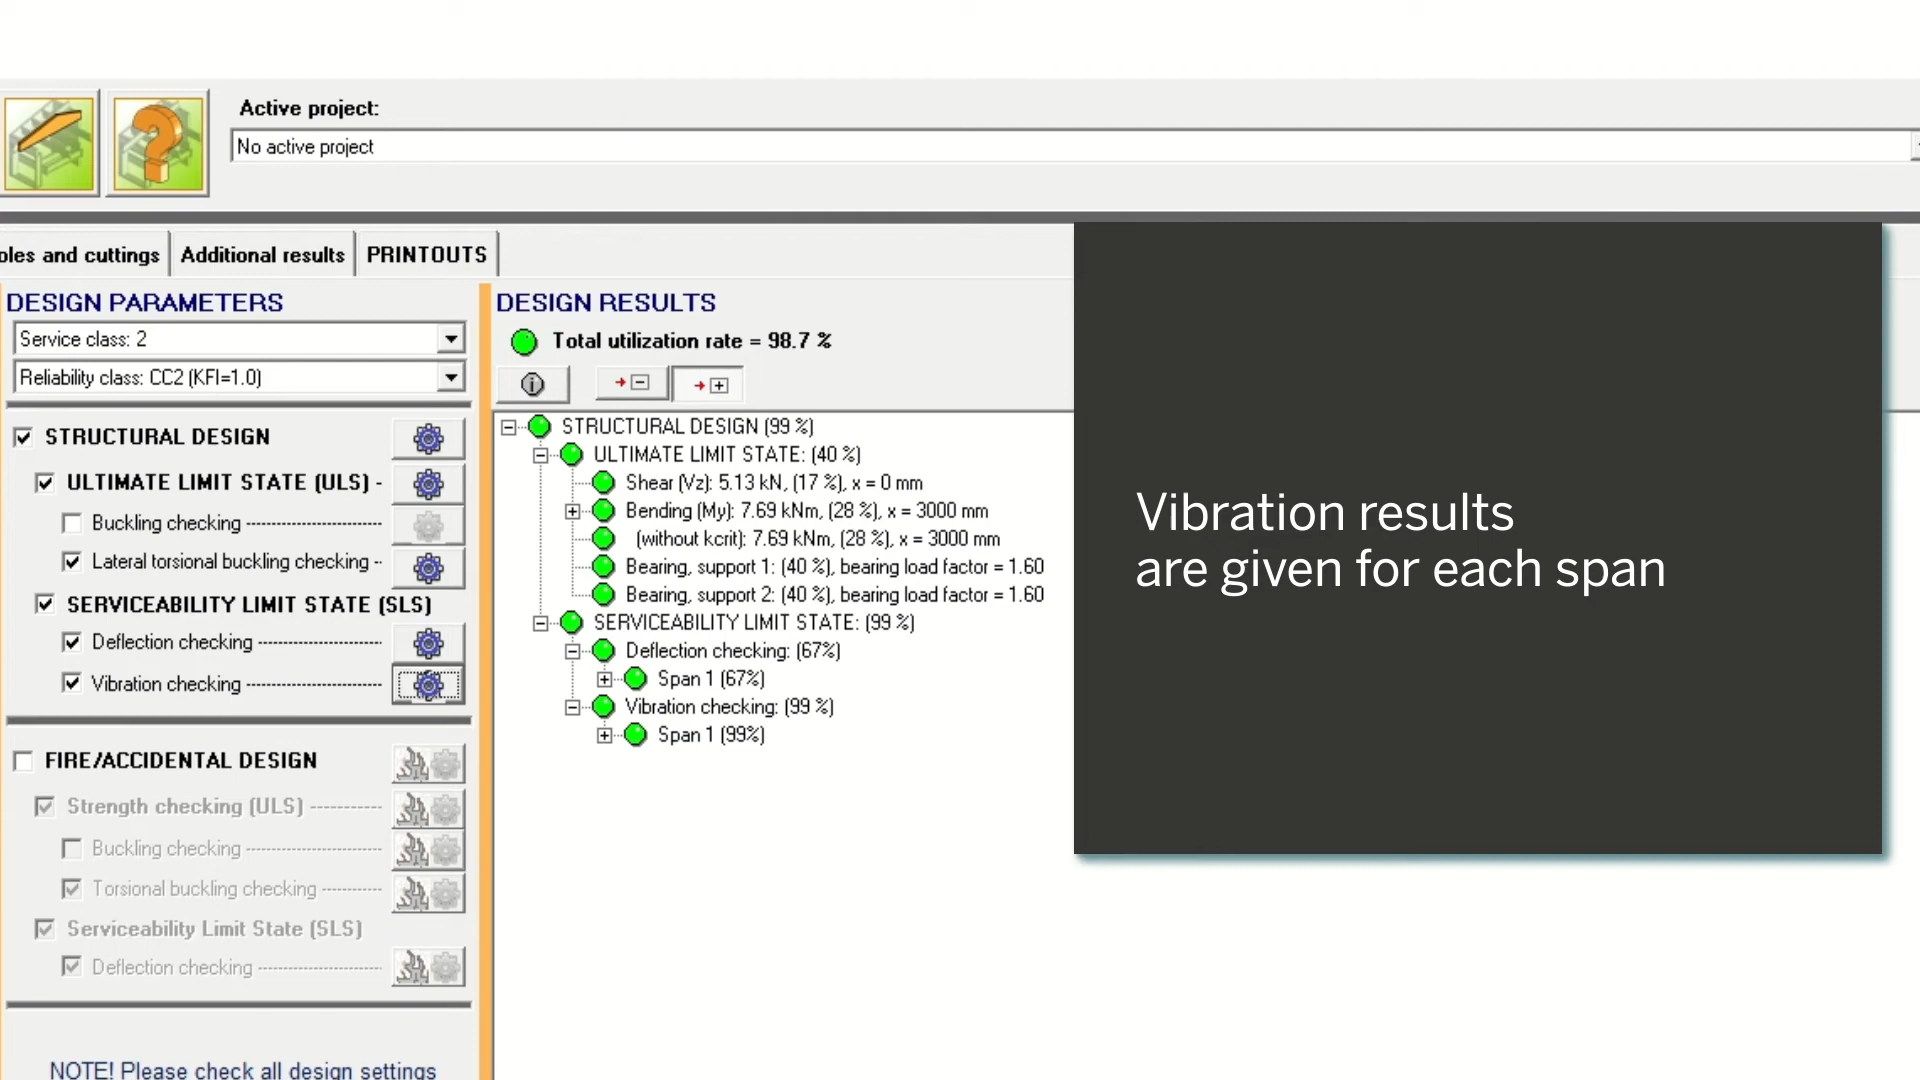 Active project:
No active project
oles and cuttings
Additional results
PRINTOUTS
DESIGN PARAMETERS
Service class: 2
Reliability class: CC2 (KFI=1.0)
STRUCTURAL DESIGN
ULTIMATE LIMIT STATE (ULS) -
Buckling checking
Lateral torsional buckling checking --
SERVICEABILITY LIMIT STATE (SLS)
Deflection checking
Vibration checking
FIRE/ACCIDENTAL DESIGN
Strength checking (ULS)
Buckling checking
Torsional buckling checking
Serviceability Limit State (SLS)
Deflection checking
NOTE! Please check all design settings
DESIGN RESULTS
Total utilization rate = 98.7 %
STRUCTURAL DESIGN (99 %)
ULTIMATE LIMIT STATE: (40 %)
Shear (Vz): 5.13 kN, (17 %), x = 0 mm
Bending (My): 7.69 kNm, (28 %), x = 3000 mm
(without kcrit): 7.69 kNm, (28 %), x = 3000 mm
Bearing, support 1: (40 %), bearing load factor = 1.60
Bearing, support 2: (40 %), bearing load factor = 1.60
SERVICEABILITY LIMIT STATE: (99 %)
Deflection checking: (67%)
Span 1 (67%)
Vibration checking: (99 %)
Span 1 (99%)
Vibration results
are given for each span